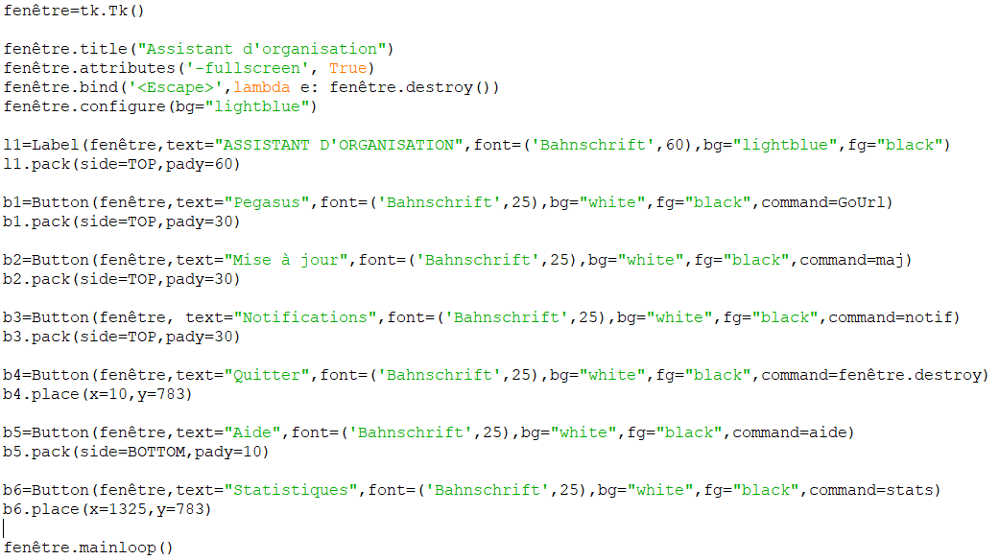 fenêtre=tk.Tk()
fenêtre.title("Assistant d'organisation")
fenêtre.attributes('-fullscreen', True)
fenêtre.bind('<Escape>',lambda e: fenêtre.destroy())
fenêtre.configure(bg="lightblue")
l1=Label(fenêtre,text="ASSISTANT D'ORGANISATION",font=('Bahnschrift',60),bg="lightblue",fg="black")
l1.pack(side=TOP,pady=60)
b1=Button(fenêtre,text="Pegasus",font=('Bahnschrift',25),bg="white",fg="black",command=GoUrl)
b1.pack(side=TOP,pady=30)
b2=Button(fenêtre,text="Mise à jour",font=('Bahnschrift',25),bg="white",fg="black",command=maj)
b2.pack(side=TOP,pady=30)
b3=Button(fenêtre, text="Notifications",font=('Bahnschrift',25),bg="white",fg="black",command=notif)
b3.pack(side=TOP,pady=30)
b4=Button(fenêtre,text="Quitter",font=('Bahnschrift',25),bg="white",fg="black",command=fenêtre.destroy)
b4.place(x=10,y=783)
b5=Button(fenêtre,text="Aide",font=('Bahnschrift',25),bg="white",fg="black",command=aide)
b5.pack(side=BOTTOM,pady=10)
b6=Button(fenêtre,text="Statistiques",font=('Bahnschrift',25),bg="white",fg="black",command=stats)
b6.place(x=1325,y=783)
fenêtre.mainloop()